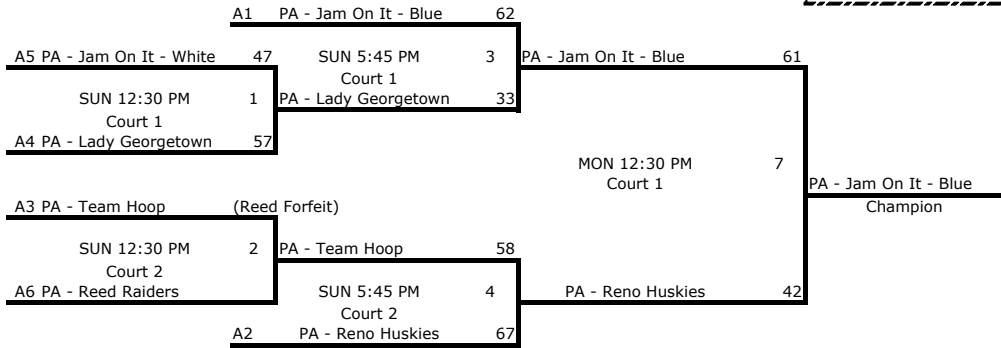 A1 PA - Jam On It - Blue 62
A5 PA - Jam On It - White 47 SUN 5:45 PM 3 PA - Jam On It - Blue 61
Court 1
SUN 12:30 PM 1 PA - Lady Georgetown 33
Court 1
A4 PA - Lady Georgetown 57
MON 12:30 PM 7
Court 1 PA - Jam On It - Blue
A3 PA - Team Hoop (Reed Forfeit) Champion
SUN 12:30 PM 2 PA - Team Hoop 58
Court 2
A6 PA - Reed Raiders SUN 5:45 PM 4 PA - Reno Huskies 42
Court 2
A2 PA - Reno Huskies 67